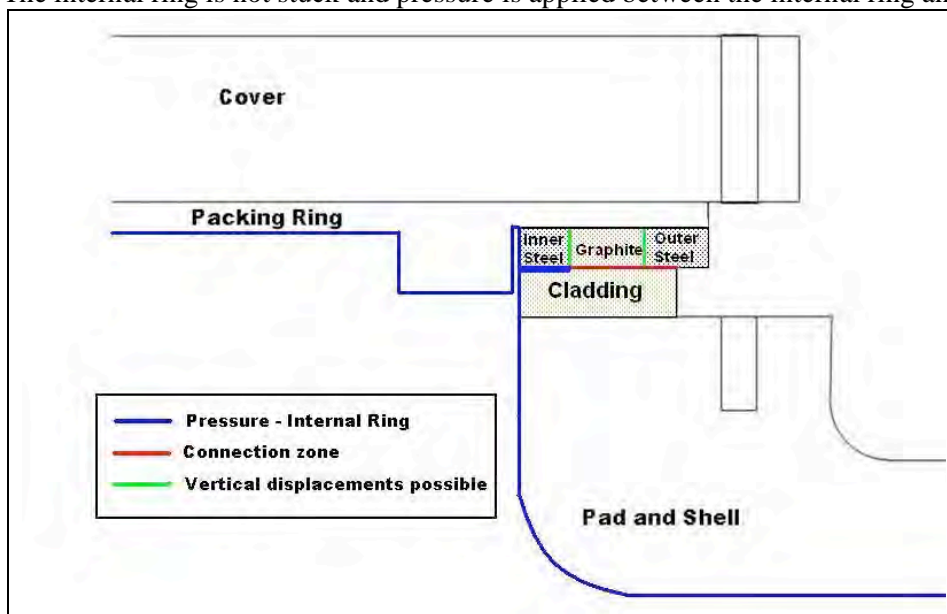 The internal ring is not stuck and pressure is applied between the internal ring an
Cover
Packing Ring
Inner
Steel
Graphite
Outer
Steel
Cladding
Pressure - Internal Ring
Connection zone
Vertical displacements possible
Pad and Shell